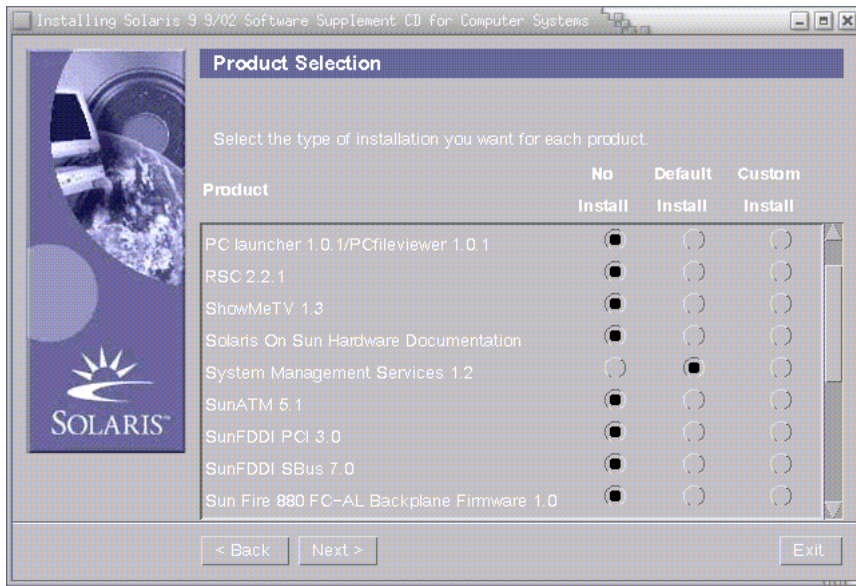 Installing Solaris 9 9/02 Software Supplement CD for Computer Systems
Product Selection
Select the type of installation you want for each product.
Product
No Install
Default Install
Custom Install
PC launcher 1.0.1/PCfileviewer 1.0.1
RSC 2.2.1
ShowMeTV 1.3
Solaris On Sun Hardware Documentation
System Management Services 1.2
SunATM 5.1
SunFDDI PCI 3.0
SunFDDI SBus 7.0
Sun Fire 880 FC-AL Backplane Firmware 1.0
SOLARIS™
< Back
Next >
Exit